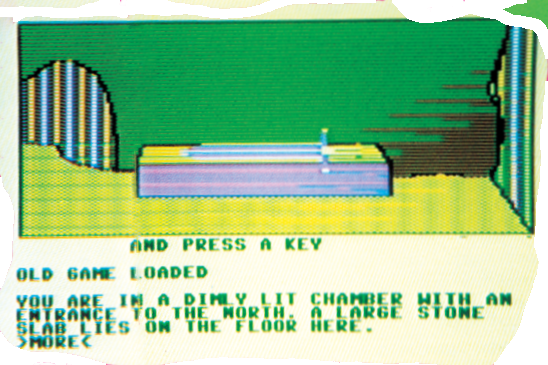 AND PRESS A KEY
OLD GAME LOADED
YOU ARE IN A DIMLY LIT CHAMBER WITH AN
ENTRANCE TO THE NORTH. A LARGE STONE
SLAB LIES ON THE FLOOR HERE.
>MORE<